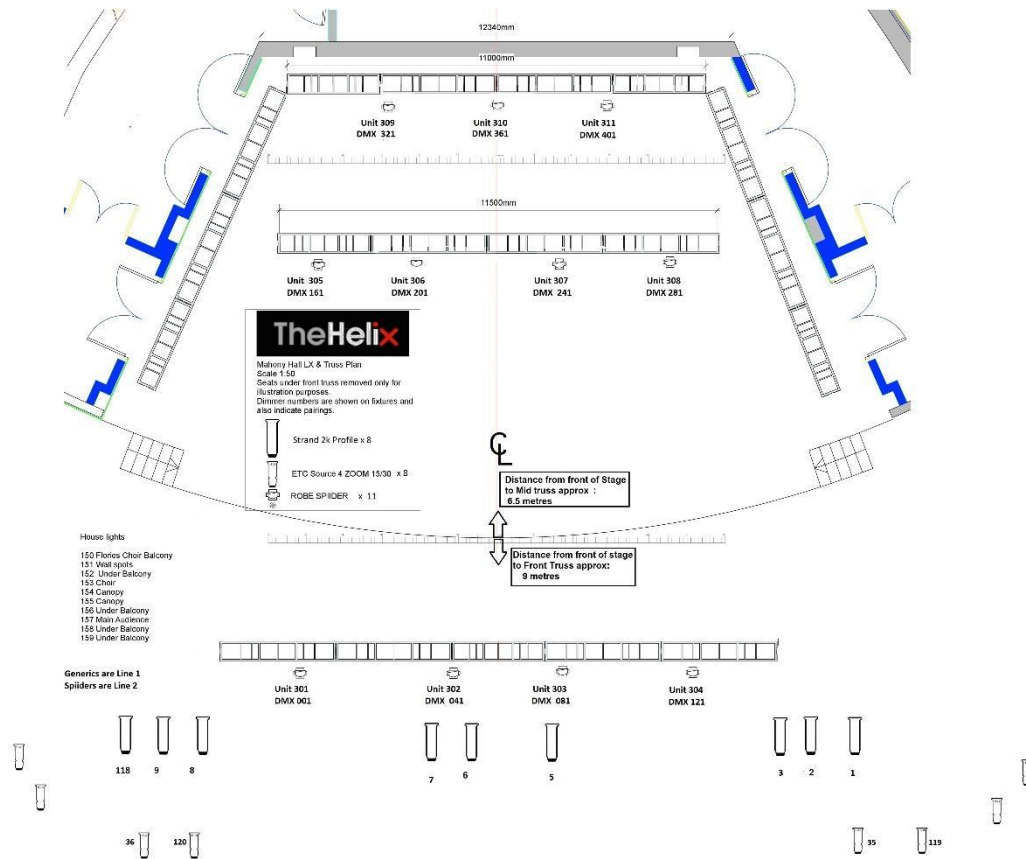 12340mm
11000mm
Unit 309
DMX 321
Unit 310
DMX 361
Unit 311
DMX 401
11500mm
Unit 305
DMX 161
Unit 306
DMX 201
Unit 307
DMX 241
Unit 308
DMX 281
TheHelix
Mahony Hall LX & Truss Plan
Scale 1:50
Seats under front truss removed only for
illustration purposes.
Dimmer numbers are shown on fixtures and
also indicate pairings.
Strand 2k Profile x 8
ETC Source 4 ZOOM 15/30 x 8
ROBE SPIIDER x 11
CL
Distance from front of Stage
to Mid truss approx :
6.5 metres
Distance from front of stage
to Front Truss approx:
9 metres
House lights
150 Flories Choir Balcony
151 Wall spots
152 Under Balcony
153 Choir
154 Canopy
155 Canopy
156 Under Balcony
157 Main Audience
158 Under Balcony
159 Under Balcony
Generics are Line 1
Spiiders are Line 2
Unit 301
DMX 001
Unit 302
DMX 041
Unit 303
DMX 081
Unit 304
DMX 121
118 9 8 7 6 5 3 2 1
36 120 35 119